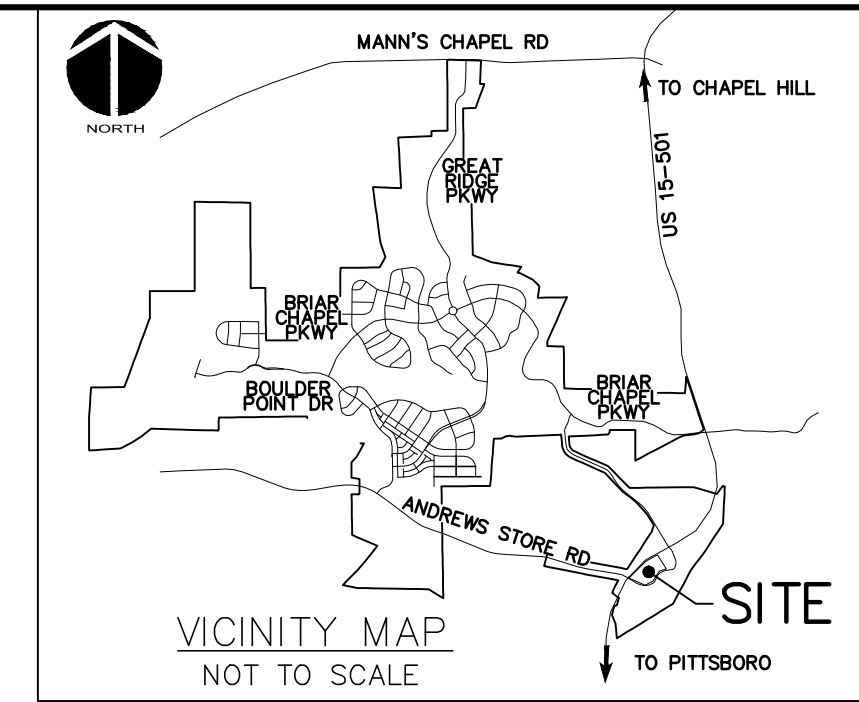 MANN'S CHAPEL RD
TO CHAPEL HILL
NORTH
US 15-501
GREAT
RIDGE
PKWY
BRIAR
CHAPEL
PKWY
BOULDER
POINT DR
BRIAR
CHAPEL
PKWY
ANDREWS STORE RD
SITE
VICINITY MAP
NOT TO SCALE
TO PITTSBORO